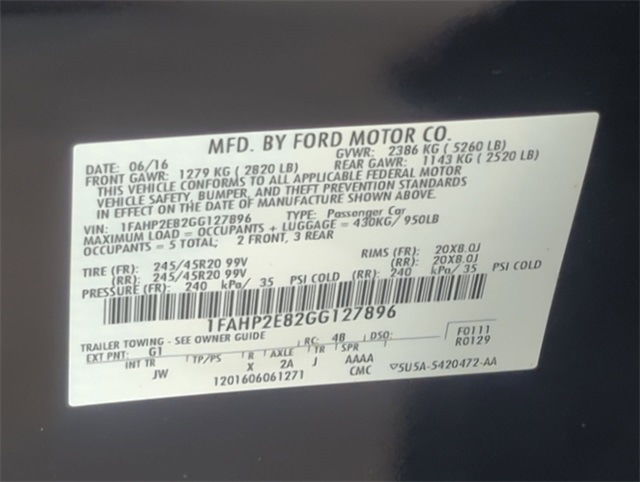 MFD. BY FORD MOTOR CO.
DATE: 06/16 GVWR: 2386 KG ( 5260 LB)
FRONT GAWR: 1279 KG ( 2820 LB) REAR GAWR: 1143 KG ( 2520 LB)
THIS VEHICLE CONFORMS TO ALL APPLICABLE FEDERAL MOTOR
VEHICLE SAFETY, BUMPER, AND THEFT PREVENTION STANDARDS
IN EFFECT ON THE DATE OF MANUFACTURE SHOWN ABOVE.
VIN: 1FAHP2E82GG127896 TYPE: Passenger Car
MAXIMUM LOAD = OCCUPANTS + LUGGAGE = 430KG/ 950LB
OCCUPANTS = 5 TOTAL; 2 FRONT, 3 REAR
TIRE (FR): 245/45R20 99V RIMS (FR): 20X8.0J
(RR): 245/45R20 99V (RR): 20X8.0J
PRESSURE (FR): 240 kPa/ 35 PSI COLD (RR): 240 kPa/ 35 PSI COLD
1FAHP2E82GG127896
TRAILER TOWING - SEE OWNER GUIDE RC: 48 DSO: F0111
EXT PNT: G1 R0129
INT TR TP/PS R AXLE TR SPR
JW X 2A J AAAA 5U5A-5420472-AA
1201606061271 CMC